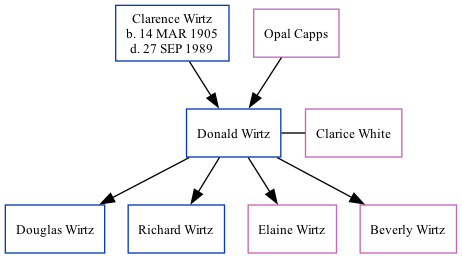 Clarence Wirtz
b. 14 MAR 1905
d. 27 SEP 1989
Opal Capps
Donald Wirtz
Clarice White
Douglas Wirtz
Richard Wirtz
Elaine Wirtz
Beverly Wirtz